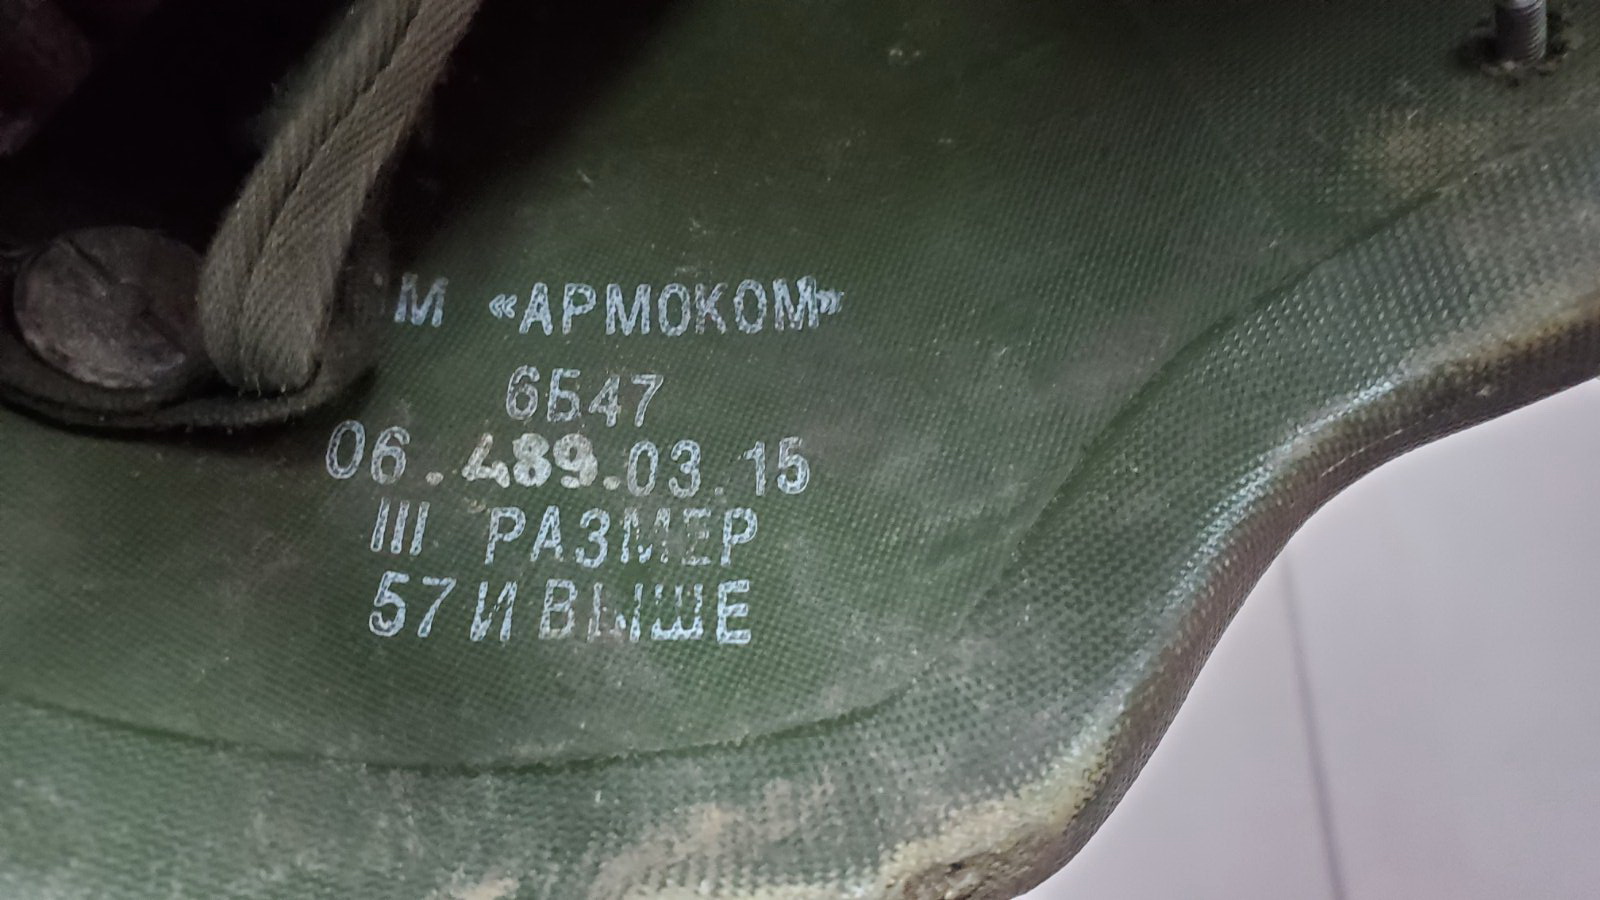 М «АРМОКОМ»
6Б47
06.489.03.15
III РАЗМЕР
57 И ВЫШЕ